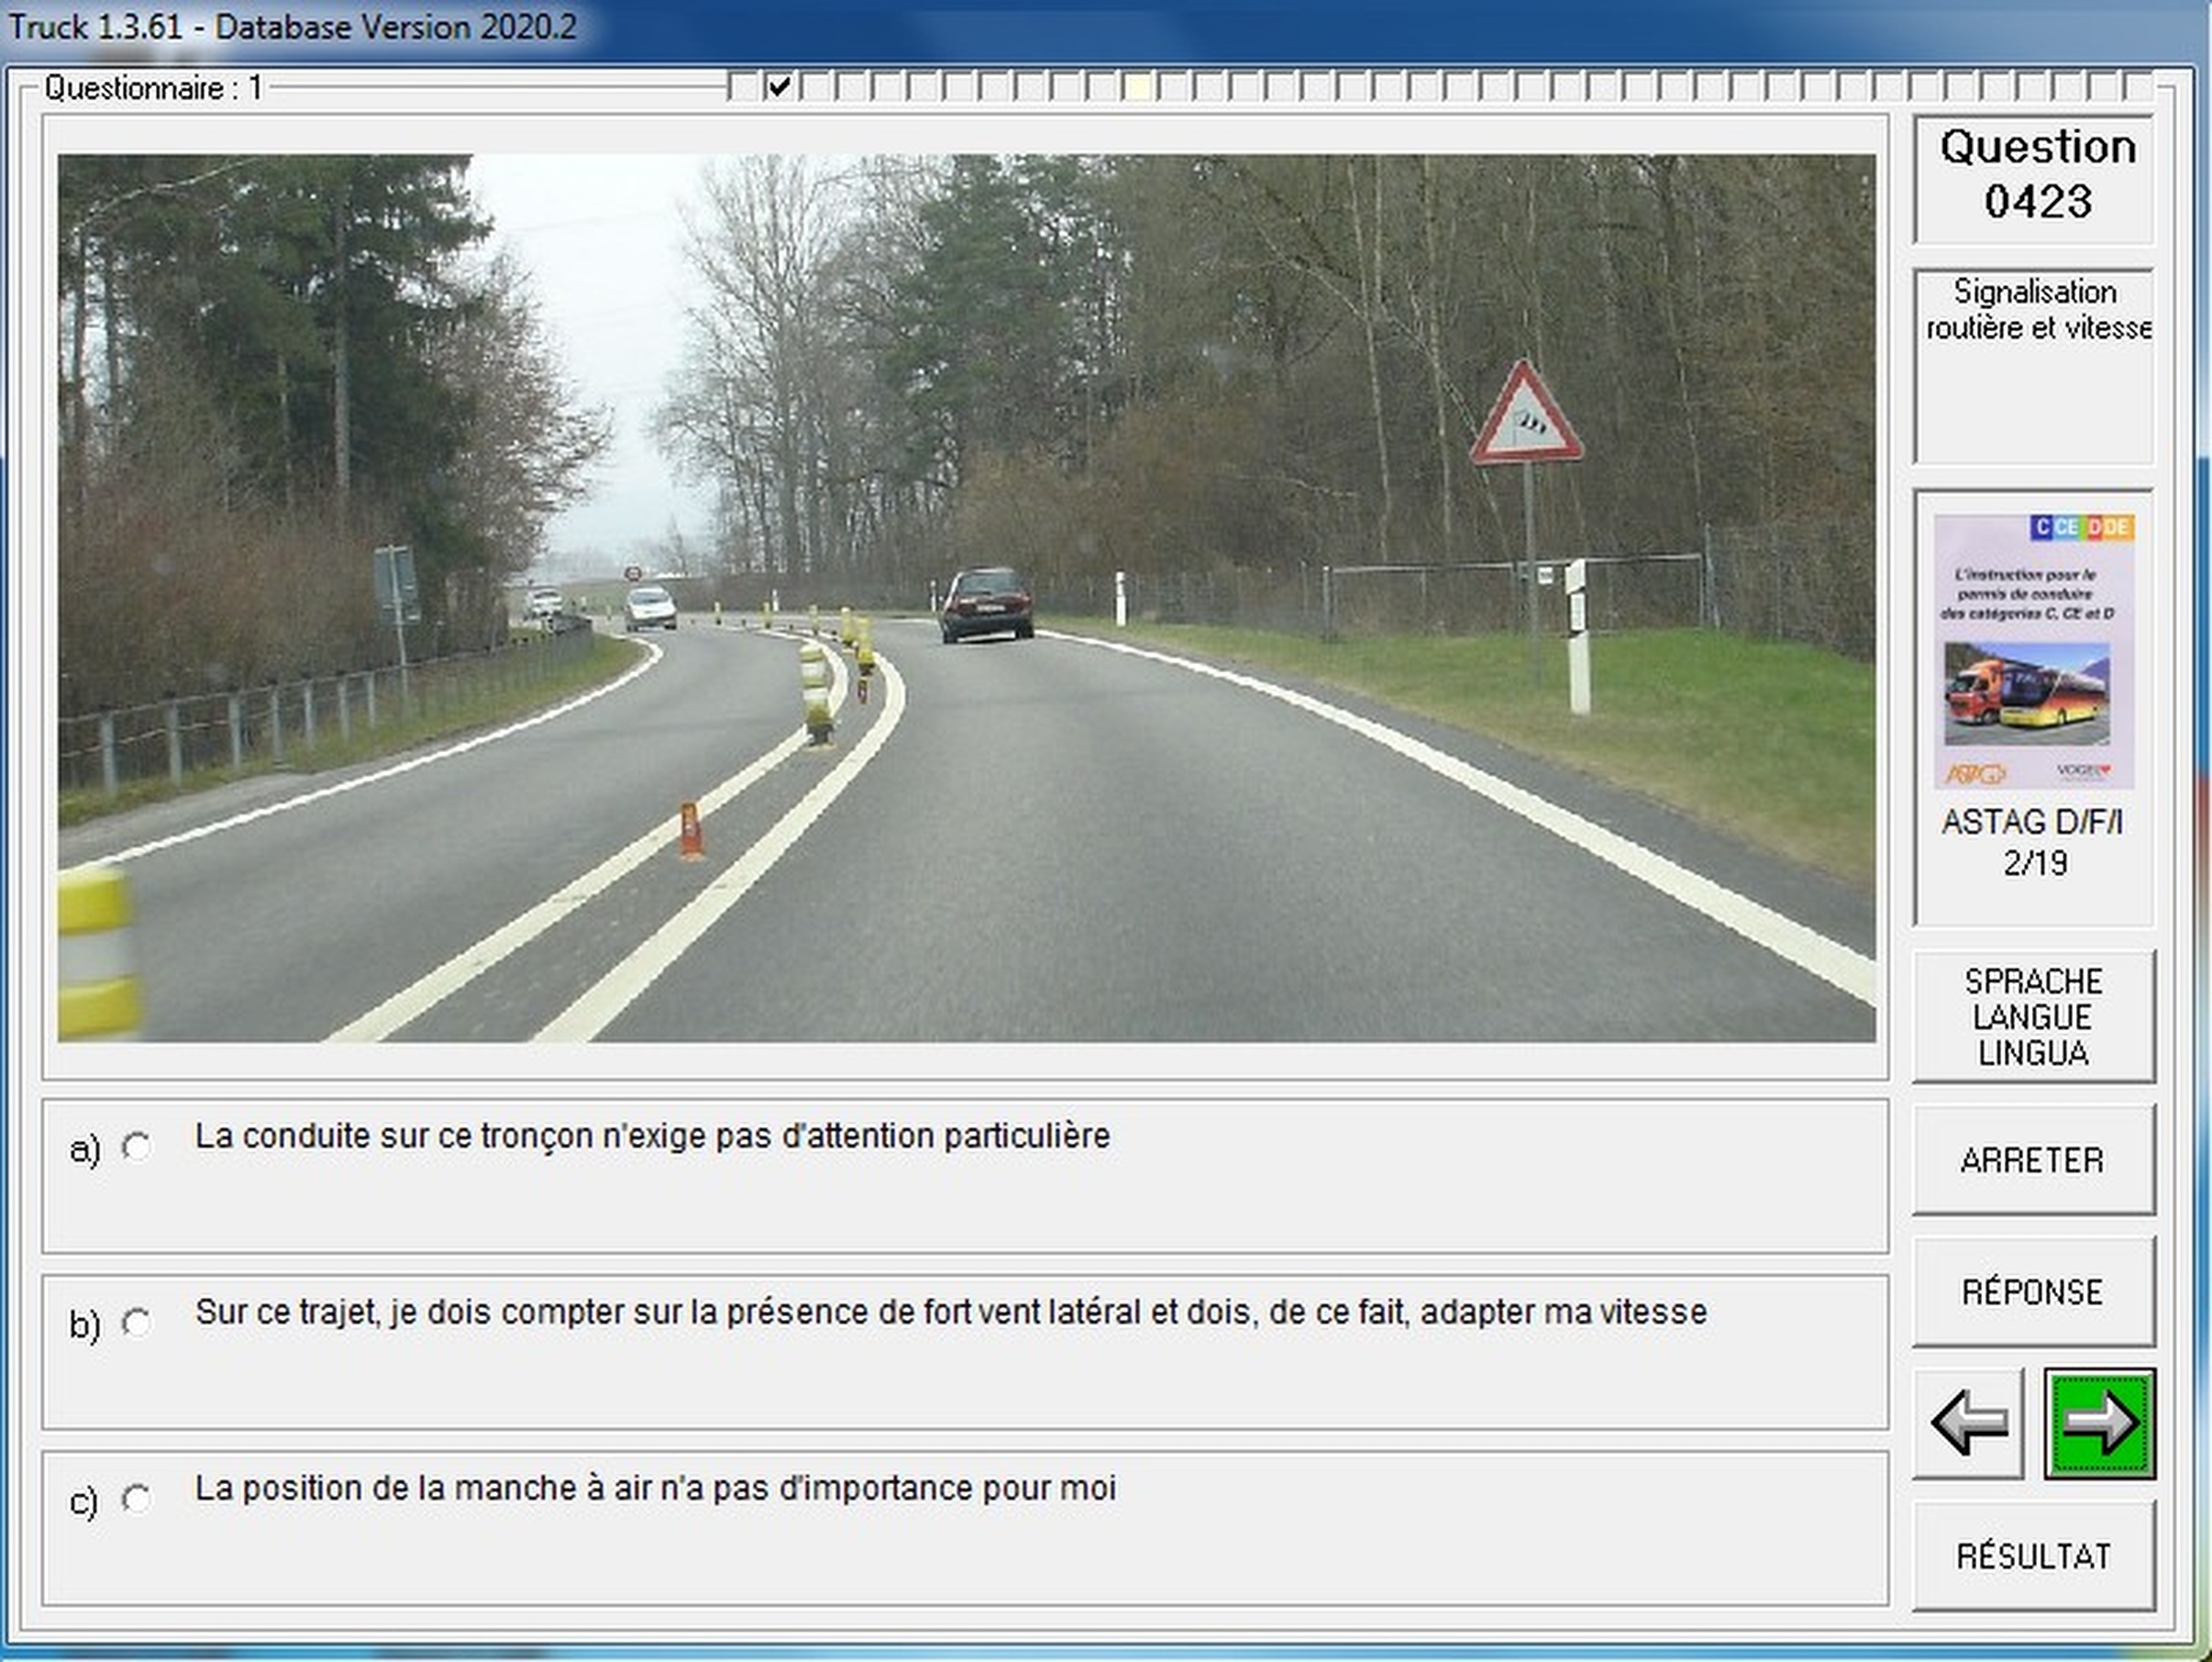 Truck 1.3.61 - Database Version 2020.2
Questionnaire : 1
Question
0423
Signalisation
routière et vitesse
C CE D DE
L'instruction pour le
permis de conduire
des catégories C, CE et D
ASTAG VOGEL
ASTAG D/F/I
2/19
SPRACHE
LANGUE
LINGUA
ARRETER
RÉPONSE
RÉSULTAT
a) La conduite sur ce tronçon n'exige pas d'attention particulière
b) Sur ce trajet, je dois compter sur la présence de fort vent latéral et dois, de ce fait, adapter ma vitesse
c) La position de la manche à air n'a pas d'importance pour moi